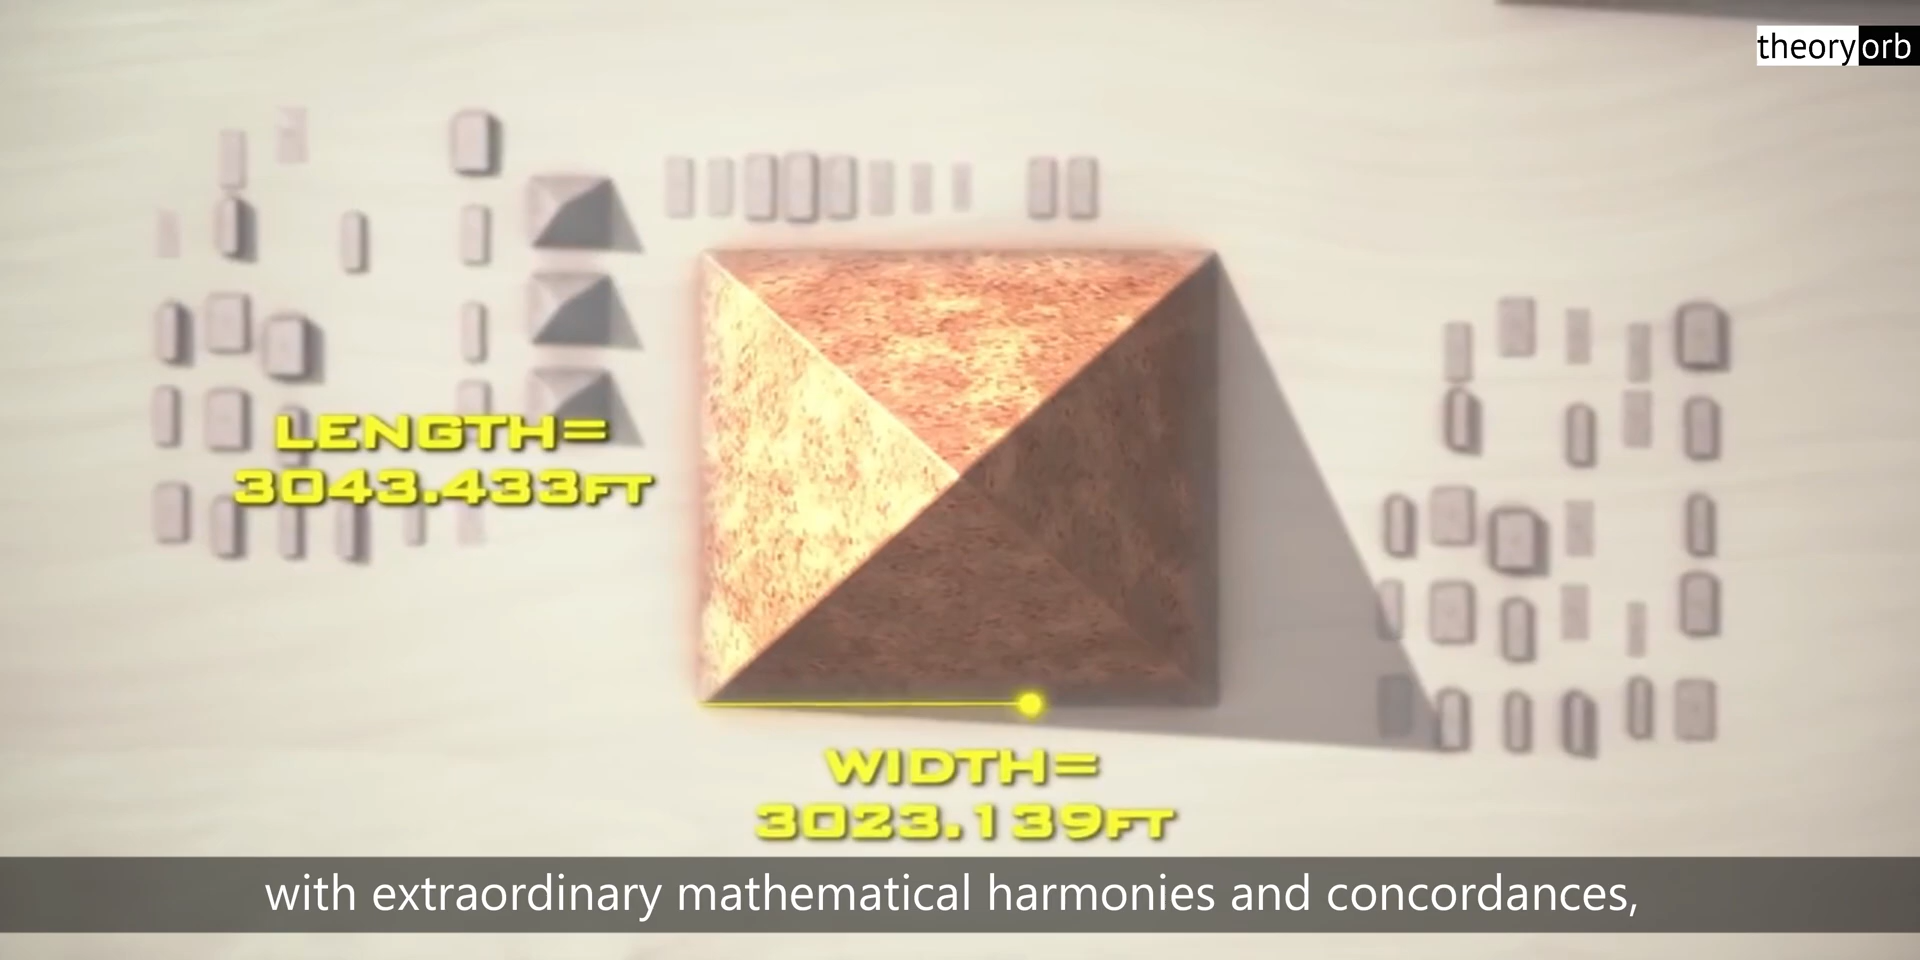 theoryorb
LENGTH=
3043.433FT
WIDTH=
3023.139FT
with extraordinary mathematical harmonies and concordances,